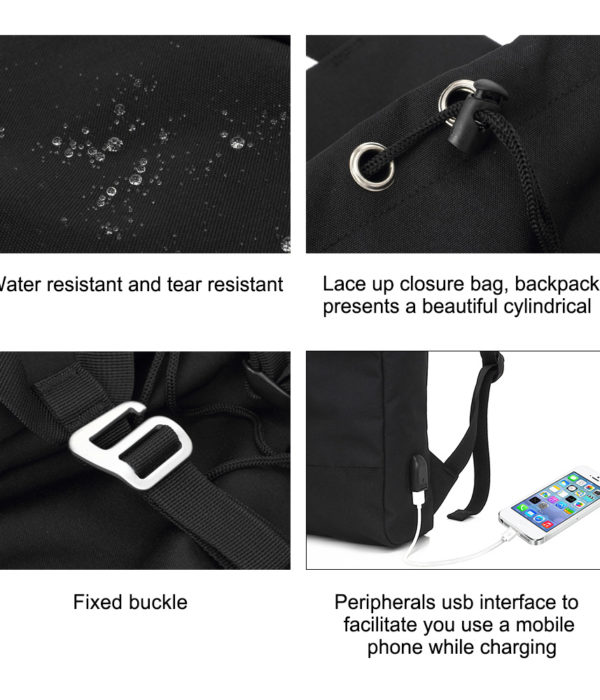 Water resistant and tear resistant
Lace up closure bag, backpack
presents a beautiful cylindrical
Fixed buckle
Peripherals usb interface to
facilitate you use a mobile
phone while charging